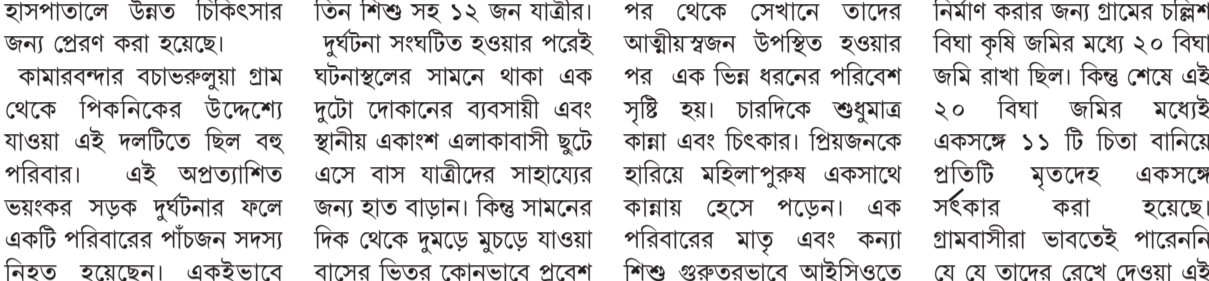 হাসপাতালে উন্নত চিকিৎসার
জন্য প্রেরণ করা হয়েছে।
কামারবন্দার বচাভরুলুয়া গ্রাম
থেকে পিকনিকের উদ্দেশ্যে
যাওয়া এই দলটিতে ছিল বহু
পরিবার। এই অপ্রত্যাশিত
ভয়ংকর সড়ক দুর্ঘটনার ফলে
একটি পরিবারের পাঁচজন সদস্য
নিহত হয়েছেন। একইভাবে
তিন শিশু সহ ১২ জন যাত্রীর।
দুর্ঘটনা সংঘটিত হওয়ার পরেই
ঘটনাস্থলের সামনে থাকা এক
দুটো দোকানের ব্যবসায়ী এবং
স্থানীয় একাংশ এলাকাবাসী ছুটে
এসে বাস যাত্রীদের সাহায্যের
জন্য হাত বাড়ান। কিন্তু সামনের
দিক থেকে দুমড়ে মুচড়ে যাওয়া
বাসের ভিতর কোনভাবে প্রবেশ
পর থেকে সেখানে তাদের
আত্মীয়স্বজন উপস্থিত হওয়ার
পর এক ভিন্ন ধরনের পরিবেশ
সৃষ্টি হয়। চারদিকে শুধুমাত্র
কান্না এবং চিৎকার। প্রিয়জনকে
হারিয়ে মহিলাপুরুষ একসাথে
কান্নায় হেসে পড়েন। এক
পরিবারের মাতৃ এবং কন্যা
শিশু গুরুতরভাবে আইসিওতে
নির্মাণ করার জন্য গ্রামের চল্লিশ
বিঘা কৃষি জমির মধ্যে ২০ বিঘা
জমি রাখা ছিল। কিন্তু শেষে এই
২০ বিঘা জমির মধ্যেই
একসঙ্গে ১১ টি চিতা বানিয়ে
প্রতিটি মৃতদেহ একসঙ্গে
সৎর্কার করা হয়েছে।
গ্রামবাসীরা ভাবতেই পারেননি
যে যে তাদের রেখে দেওয়া এই